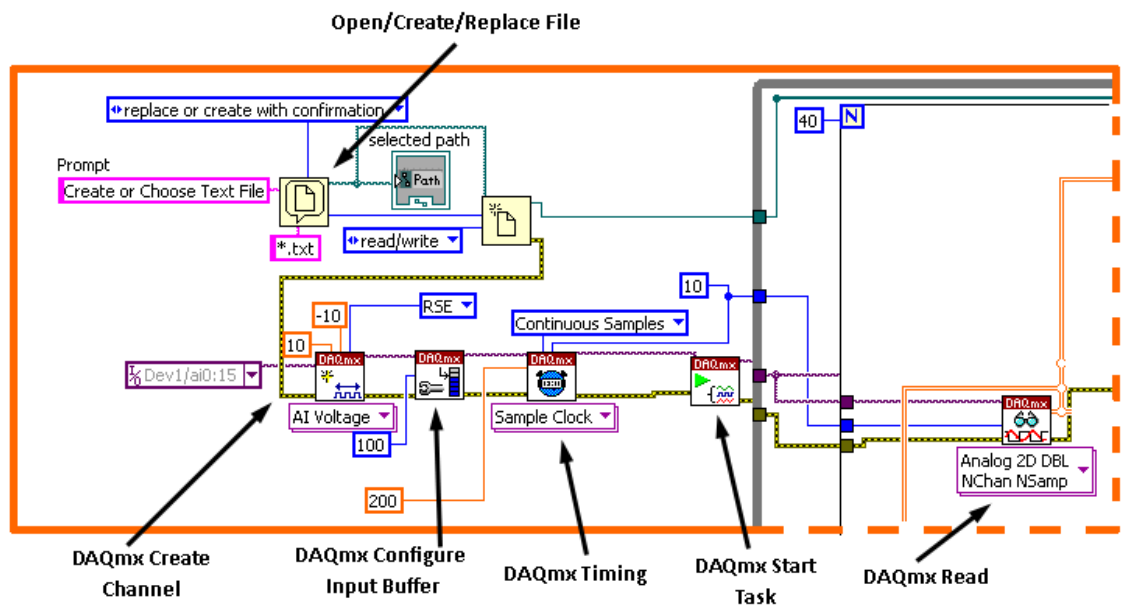 Open/Create/Replace File
replace or create with confirmation
selected path
Prompt
Create or Choose Text File
Path
*.txt
read/write
40
N
10
RSE
-10
Continuous Samples
10
DAQmx
DAQmx
DAQmx
DAQmx
I/O Dev1/ai0:15
DAQmx
AI Voltage
Sample Clock
100
Analog 2D DBL
NChan NSamp
200
DAQmx Create
Channel
DAQmx Configure
Input Buffer
DAQmx Timing
DAQmx Start
Task
DAQmx Read